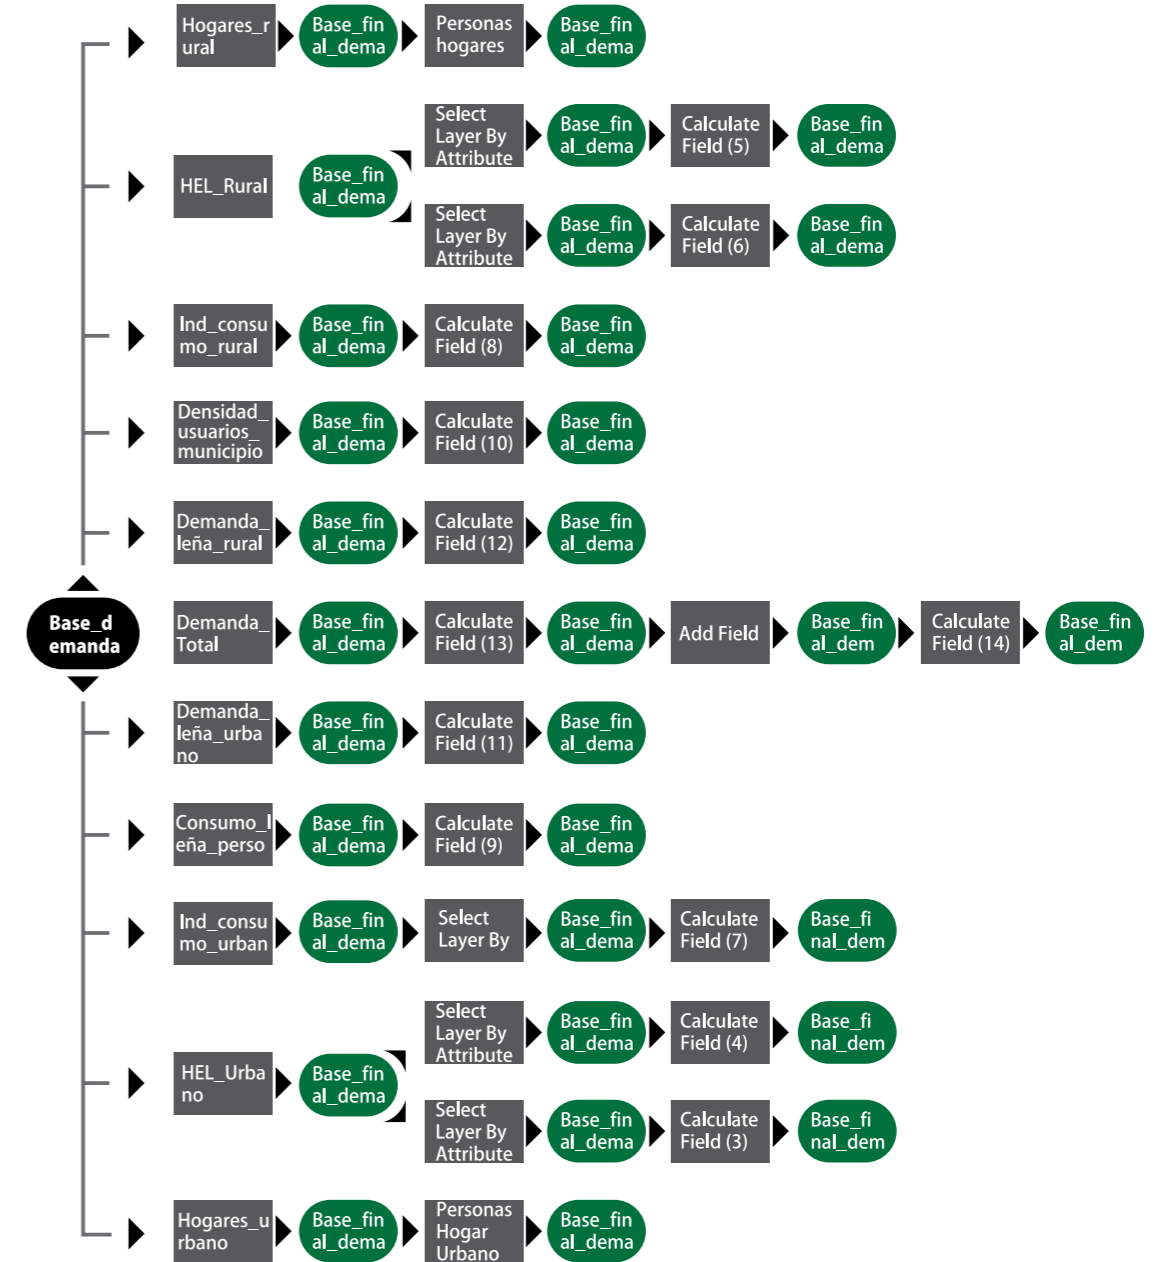 Hogares_r
ural
Base_fin
al_dema
Personas
hogares
Base_fin
al_dema
HEL_Rural
Base_fin
al_dema
Select
Layer By
Attribute
Base_fin
al_dema
Calculate
Field (5)
Base_fin
al_dema
Select
Layer By
Attribute
Base_fin
al_dema
Calculate
Field (6)
Base_fin
al_dema
Ind_consu
mo_rural
Base_fin
al_dema
Calculate
Field (8)
Base_fin
al_dema
Densidad_
usuarios_
municipio
Base_fin
al_dema
Calculate
Field (10)
Base_fin
al_dema
Demanda_
leña_rural
Base_fin
al_dema
Calculate
Field (12)
Base_fin
al_dema
Base_d
emanda
Demanda_
Total
Base_fin
al_dema
Calculate
Field (13)
Base_fin
al_dema
Add Field
Base_fin
al_dem
Calculate
Field (14)
Base_fin
al_dem
Demanda_
leña_urba
no
Base_fin
al_dema
Calculate
Field (11)
Base_fin
al_dema
Consumo_l
eña_perso
Base_fin
al_dema
Calculate
Field (9)
Base_fin
al_dema
Ind_consu
mo_urban
Base_fin
al_dema
Select
Layer By
Base_fin
al_dema
Calculate
Field (7)
Base_fi
nal_dem
HEL_Urba
no
Base_fin
al_dema
Select
Layer By
Attribute
Base_fin
al_dema
Calculate
Field (4)
Base_fi
nal_dem
Select
Layer By
Attribute
Base_fin
al_dema
Calculate
Field (3)
Base_fi
nal_dem
Hogares_u
rbano
Base_fin
al_dema
Personas
Hogar
Urbano
Base_fin
al_dema